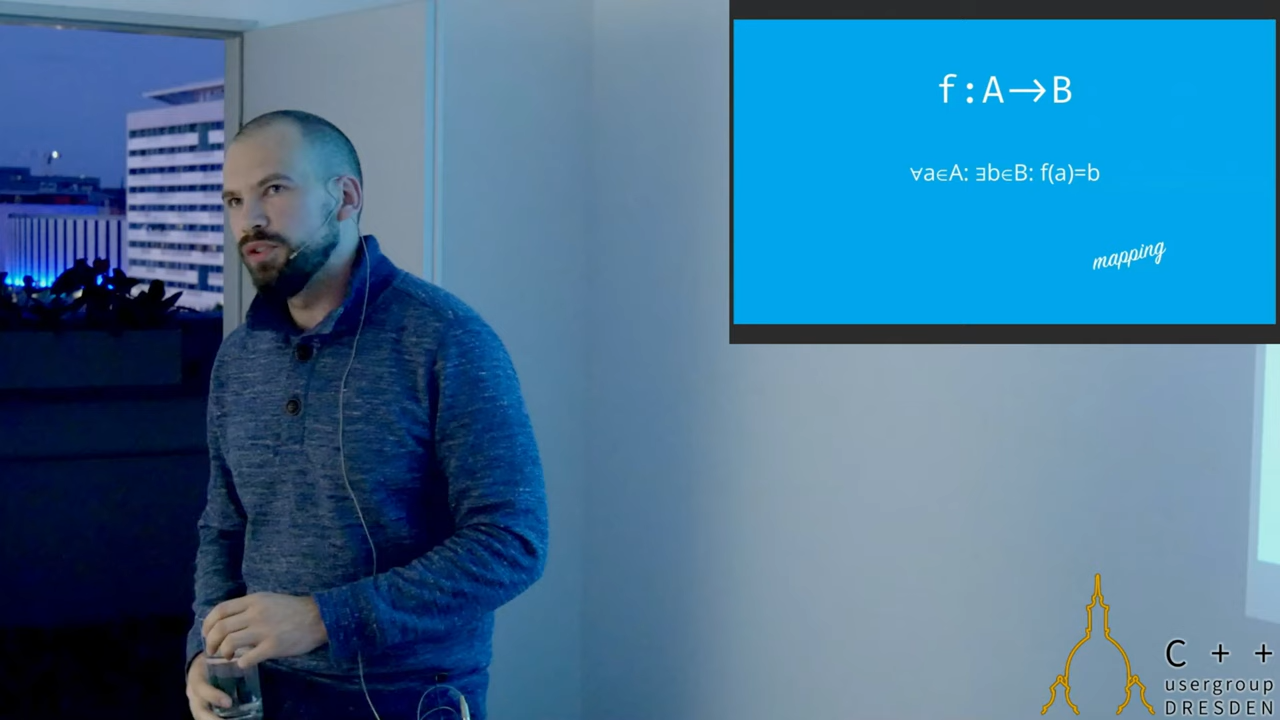 f:A→B
∀a∈A: ∃b∈B: f(a)=b
mapping
C + +
usergroup
DRESDEN